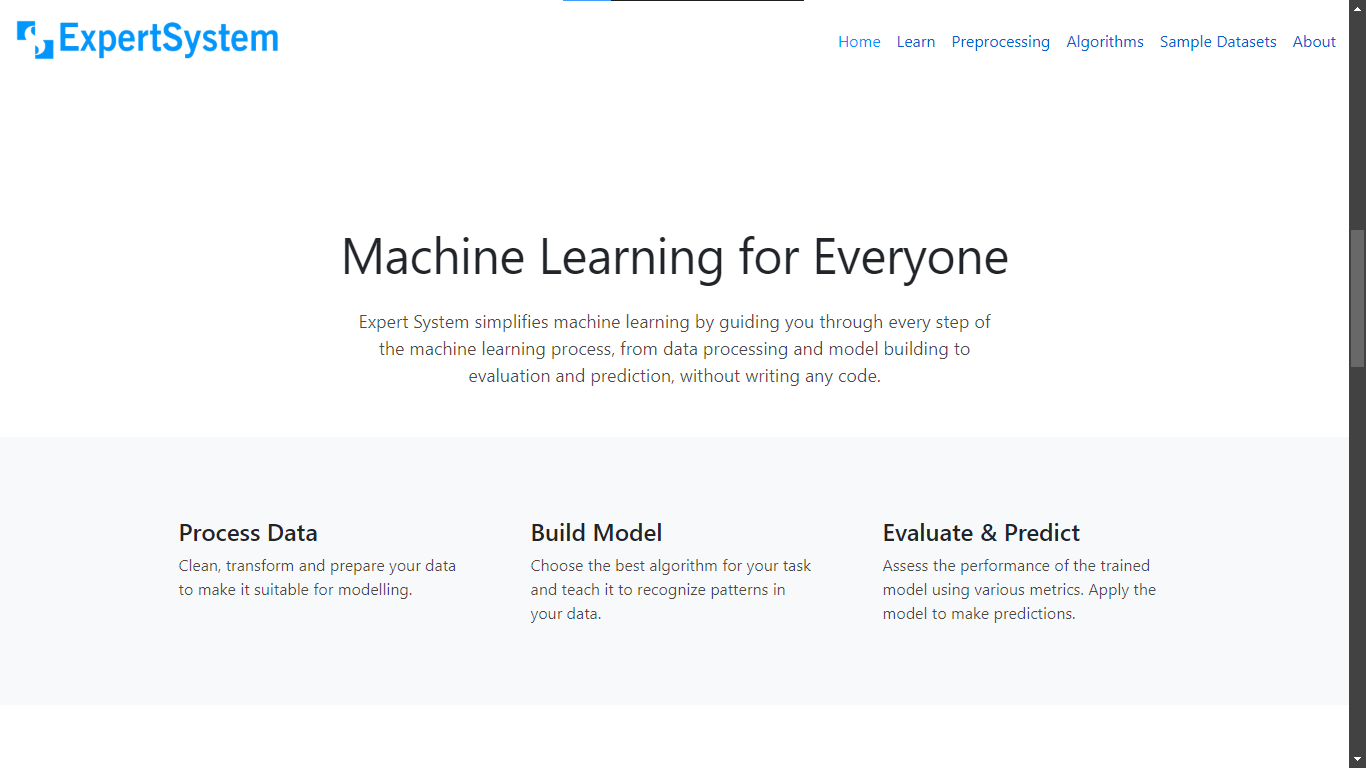 ExpertSystem
Home Learn Preprocessing Algorithms Sample Datasets About
Machine Learning for Everyone
Expert System simplifies machine learning by guiding you through every step of
the machine learning process, from data processing and model building to
evaluation and prediction, without writing any code.
Process Data
Clean, transform and prepare your data
to make it suitable for modelling.
Build Model
Choose the best algorithm for your task
and teach it to recognize patterns in
your data.
Evaluate & Predict
Assess the performance of the trained
model using various metrics. Apply the
model to make predictions.